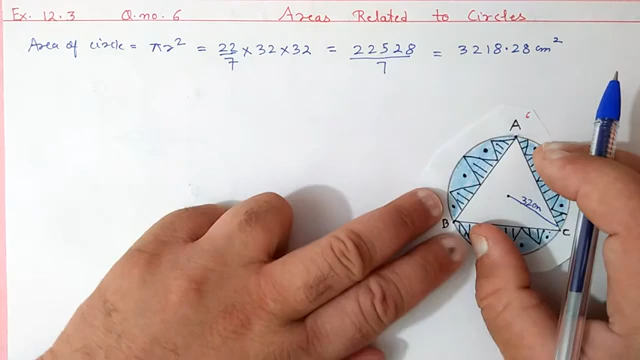 Ex. 12.3 Q.no. 6 Areas Related to Circles
Area of circle = πr² = 22/7 × 32 × 32 = 22528/7 = 3218.28 cm²
6
A
32cm
B
C